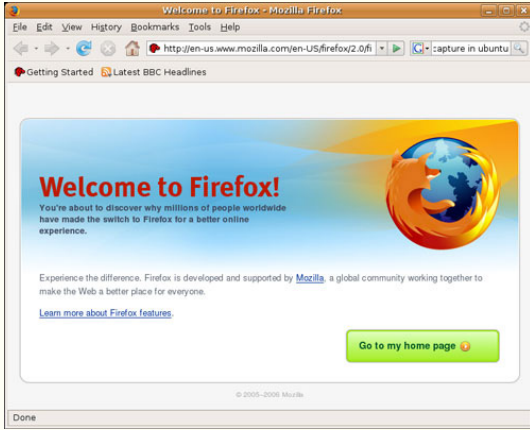 Welcome to Firefox - Mozilla Firefox
File Edit View History Bookmarks Tools Help
http://en-us.www.mozilla.com/en-US/firefox/2.0/fi G capture in ubuntu
Getting Started Latest BBC Headlines
Welcome to Firefox!
You're about to discover why millions of people worldwide
have made the switch to Firefox for a better online
experience.
Experience the difference. Firefox is developed and supported by Mozilla, a global community working together to
make the Web a better place for everyone.
Learn more about Firefox features.
Go to my home page
© 2005–2006 Mozilla
Done